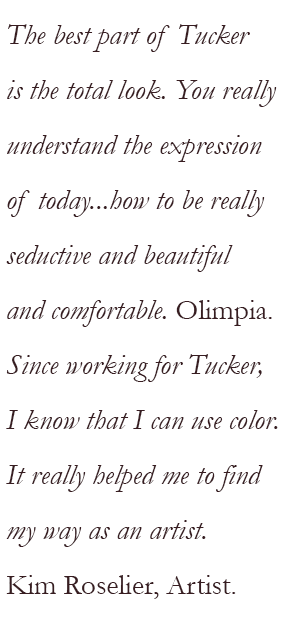 The best part of Tucker
is the total look. You really
understand the expression
of today...how to be really
seductive and beautiful
and comfortable. Olimpia.
Since working for Tucker,
I know that I can use color.
It really helped me to find
my way as an artist.
Kim Roselier, Artist.